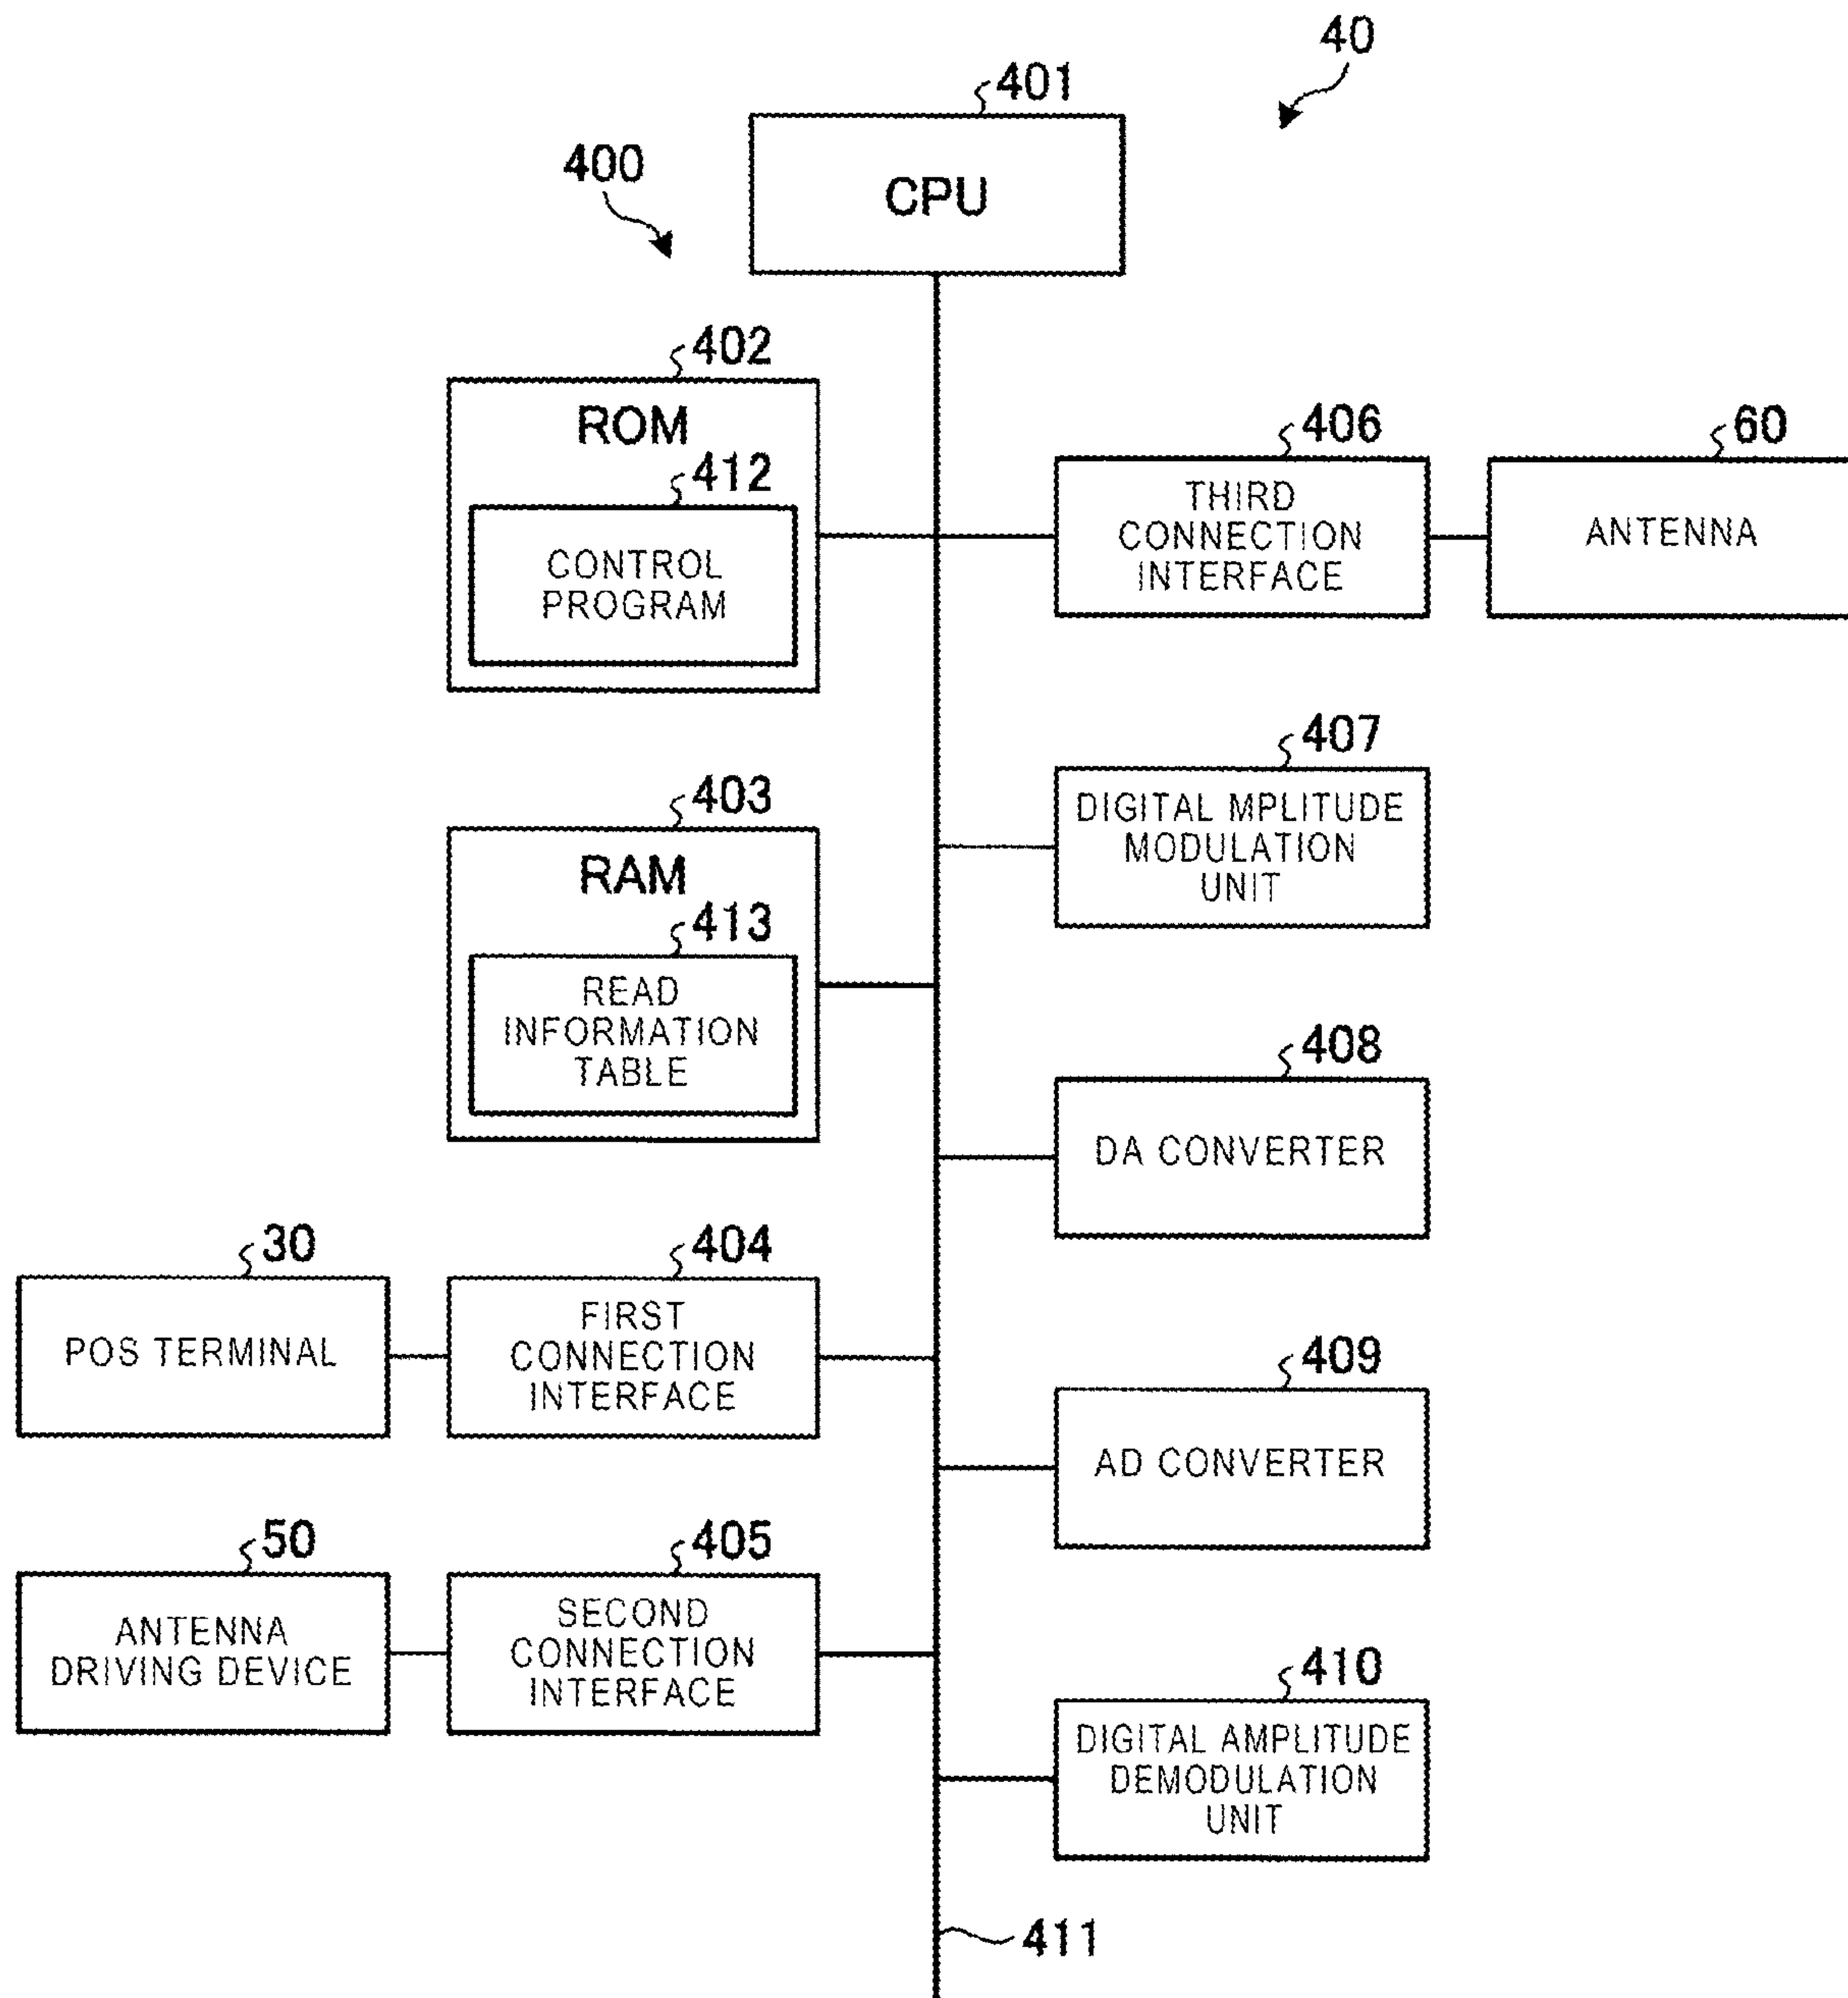 40
401
CPU
400
402
ROM
412
CONTROL
PROGRAM
406
THIRD
CONNECTION
INTERFACE
60
ANTENNA
407
DIGITAL MPLITUDE
MODULATION
UNIT
403
RAM
413
READ
INFORMATION
TABLE
408
DA CONVERTER
30
POS TERMINAL
404
FIRST
CONNECTION
INTERFACE
409
AD CONVERTER
50
ANTENNA
DRIVING DEVICE
405
SECOND
CONNECTION
INTERFACE
410
DIGITAL AMPLITUDE
DEMODULATION
UNIT
411